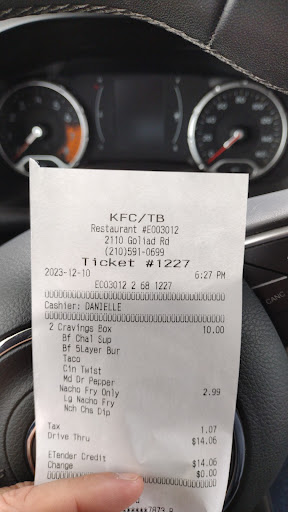 KFC/TB
Restaurant #E003012
2110 Goliad Rd
(210)591-0699
Ticket #1227
2023-12-10 6:27 PM
E003012 2 68 1227
Cashier: DANIELLE
2 Cravings Box 10.00
Bf Chal Sup
Bf 5Layer Bur
Taco
Cin Twist
Md Dr Pepper
Nacho Fry Only 2.99
Lg Nacho Fry
Nch Chs Dip
Tax 1.07
Drive Thru $14.06
ETender Credit $14.06
Change $0.00
CANC